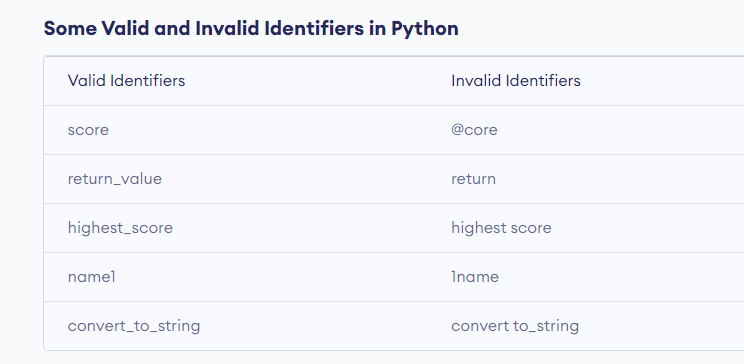 Some Valid and Invalid Identifiers in Python
Valid Identifiers Invalid Identifiers
score @core
return_value return
highest_score highest score
name1 1name
convert_to_string convert to_string